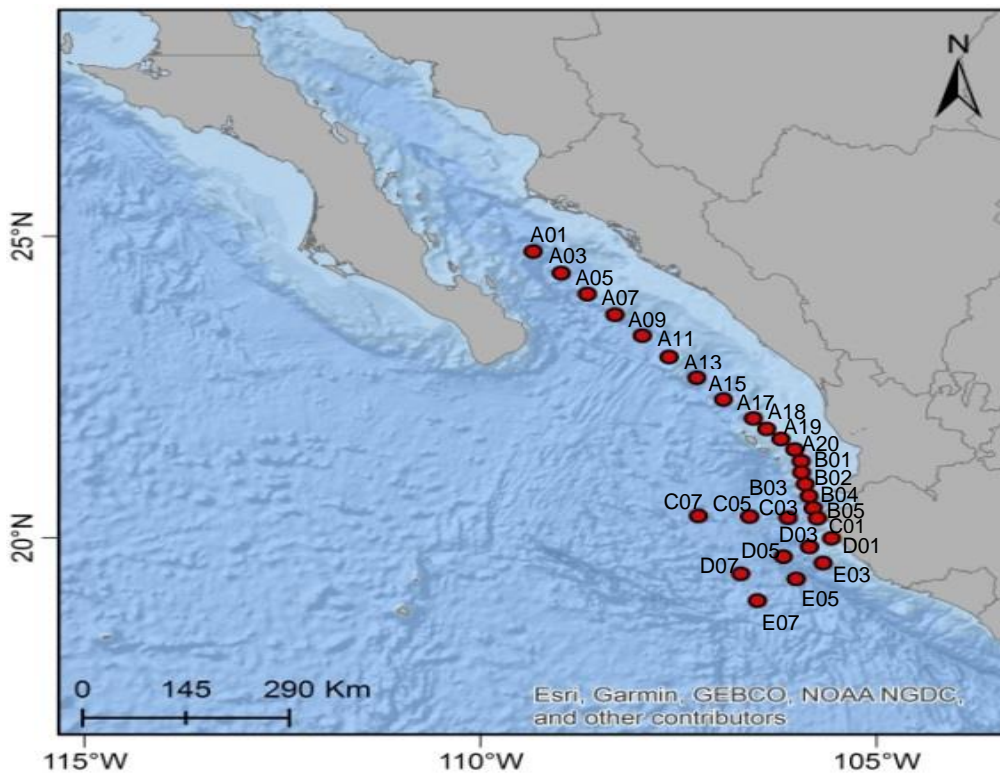 N
25°N
20°N
A01
A03
A05
A07
A09
A11
A13
A15
A17
A18
A19
A20
B01
B02
B03
B04
B05
C07
C05
C03
C01
D03
D01
D05
D07
E03
E05
E07
0 145 290 Km
Esri, Garmin, GEBCO, NOAA NGDC,
and other contributors
115°W 110°W 105°W